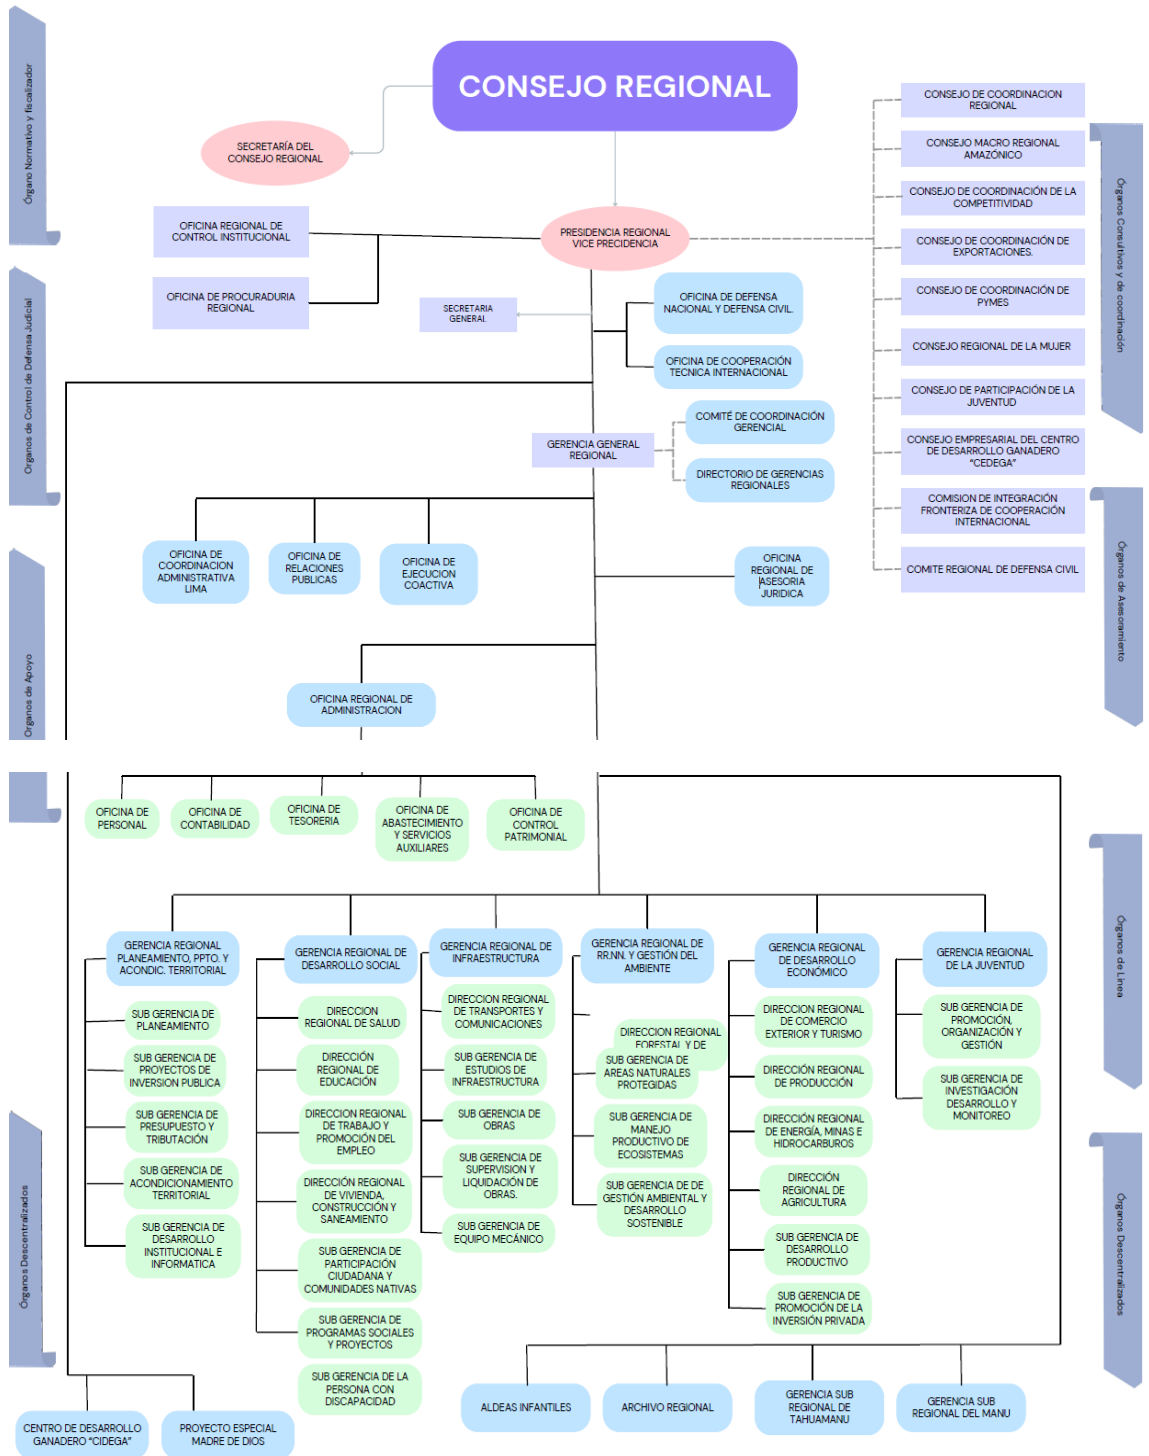 CONSEJO REGIONAL
SECRETARÍA DEL
CONSEJO REGIONAL
OFICINA REGIONAL DE
CONTROL INSTITUCIONAL
OFICINA DE PROCURADURIA
REGIONAL
PRESIDENCIA REGIONAL
VICE PRECIDENCIA
SECRETARIA
GENERAL
OFICINA DE DEFENSA
NACIONAL Y DEFENSA CIVIL.
OFICINA DE COOPERACIÓN
TECNICA INTERNACIONAL
COMITÉ DE COORDINACIÓN
GERENCIAL
GERENCIA GENERAL
REGIONAL
DIRECTORIO DE GERENCIAS
REGIONALES
CONSEJO DE COORDINACION
REGIONAL
CONSEJO MACRO REGIONAL
AMAZÓNICO
CONSEJO DE COORDINACIÓN DE LA
COMPETITIVIDAD
CONSEJO DE COORDINACIÓN DE
EXPORTACIONES.
CONSEJO DE COORDINACIÓN DE
PYMES
CONSEJO REGIONAL DE LA MUJER
CONSEJO DE PARTICIPACIÓN DE LA
JUVENTUD
CONSEJO EMPRESARIAL DEL CENTRO
DE DESARROLLO GANADERO
“CEDEGA”
COMISION DE INTEGRACIÓN
FRONTERIZA DE COOPERACIÓN
INTERNACIONAL
COMITE REGIONAL DE DEFENSA CIVIL
OFICINA DE
COORDINACION
ADMINISTRATIVA
LIMA
OFICINA DE
RELACIONES
PUBLICAS
OFICINA DE
EJECUCION
COACTIVA
OFICINA
REGIONAL DE
ASESORIA
JURIDICA
OFICINA REGIONAL DE
ADMINISTRACION
Órgano Normativo y fiscalizador
Organos de Control de Defensa Judicial
Organos de Apoyo
Órganos Descentralizados
Órganos Consultivos y de coordinación
Órganos de Asesoramiento
Órganos de Linea
Órganos Descentralizados
OFICINA DE
PERSONAL
OFICINA DE
CONTABILIDAD
OFICINA DE
TESORERIA
OFICINA DE
ABASTECIMIENTO
Y SERVICIOS
AUXILIARES
OFICINA DE
CONTROL
PATRIMONIAL
GERENCIA REGIONAL
PLANEAMIENTO, PPTO. Y
ACONDIC. TERRITORIAL
SUB GERENCIA DE
PLANEAMIENTO
SUB GERENCIA DE
PROYECTOS DE
INVERSION PUBLICA
SUB GERENCIA DE
PRESUPUESTO Y
TRIBUTACIÓN
SUB GERENCIA DE
ACONDICIONAMIENTO
TERRITORIAL
SUB GERENCIA DE
DESARROLLO
INSTITUCIONAL E
INFORMATICA
GERENCIA REGIONAL DE
DESARROLLO SOCIAL
DIRECCION
REGIONAL DE SALUD
DIRECCIÓN
REGIONAL DE
EDUCACIÓN
DIRECCION REGIONAL
DE TRABAJO Y
PROMOCIÓN DEL
EMPLEO
DIRECCIÓN REGIONAL
DE VIVIENDA,
CONSTRUCCIÓN Y
SANEAMIENTO
SUB GERENCIA DE
PARTICIPACIÓN
CIUDADANA Y
COMUNIDADES NATIVAS
SUB GERENCIA DE
PROGRAMAS SOCIALES
Y PROYECTOS
SUB GERENCIA DE LA
PERSONA CON
DISCAPACIDAD
GERENCIA REGIONAL DE
INFRAESTRUCTURA
DIRECCION REGIONAL
DE TRANSPORTES Y
COMUNICACIONES
SUB GERENCIA DE
ESTUDIOS DE
INFRAESTRUCTURA
SUB GERENCIA DE
OBRAS
SUB GERENCIA DE
SUPERVISION Y
LIQUIDACIÓN DE
OBRAS.
SUB GERENCIA DE
EQUIPO MECÁNICO
GERENCIA REGIONAL DE
RR.NN. Y GESTIÓN DEL
AMBIENTE
DIRECCION REGIONAL
FORESTAL Y DE
SUB GERENCIA DE
AREAS NATURALES
PROTEGIDAS
SUB GERENCIA DE
MANEJO
PRODUCTIVO DE
ECOSISTEMAS
SUB GERENCIA DE DE
GESTIÓN AMBIENTAL Y
DESARROLLO
SOSTENIBLE
GERENCIA REGIONAL
DE DESARROLLO
ECONÓMICO
DIRECCION REGIONAL
DE COMERCIO
EXTERIOR Y TURISMO
DIRECCIÓN REGIONAL
DE PRODUCCIÓN
DIRECCIÓN REGIONAL
DE ENERGÍA, MINAS E
HIDROCARBUROS
DIRECCIÓN
REGIONAL DE
AGRICULTURA
SUB GERENCIA DE
DESARROLLO
PRODUCTIVO
SUB GERENCIA DE
PROMOCIÓN DE LA
INVERSIÓN PRIVADA
GERENCIA REGIONAL
DE LA JUVENTUD
SUB GERENCIA DE
PROMOCIÓN,
ORGANIZACIÓN Y
GESTIÓN
SUB GERENCIA DE
INVESTIGACIÓN
DESARROLLO Y
MONITOREO
CENTRO DE DESARROLLO
GANADERO “CIDEGA”
PROYECTO ESPECIAL
MADRE DE DIOS
ALDEAS INFANTILES
ARCHIVO REGIONAL
GERENCIA SUB
REGIONAL DE
TAHUAMANU
GERENCIA SUB
REGIONAL DEL MANU